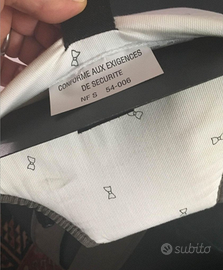 CONFORME AUX EXIGENCES
DE SECURITE
NF S 54-006
subito